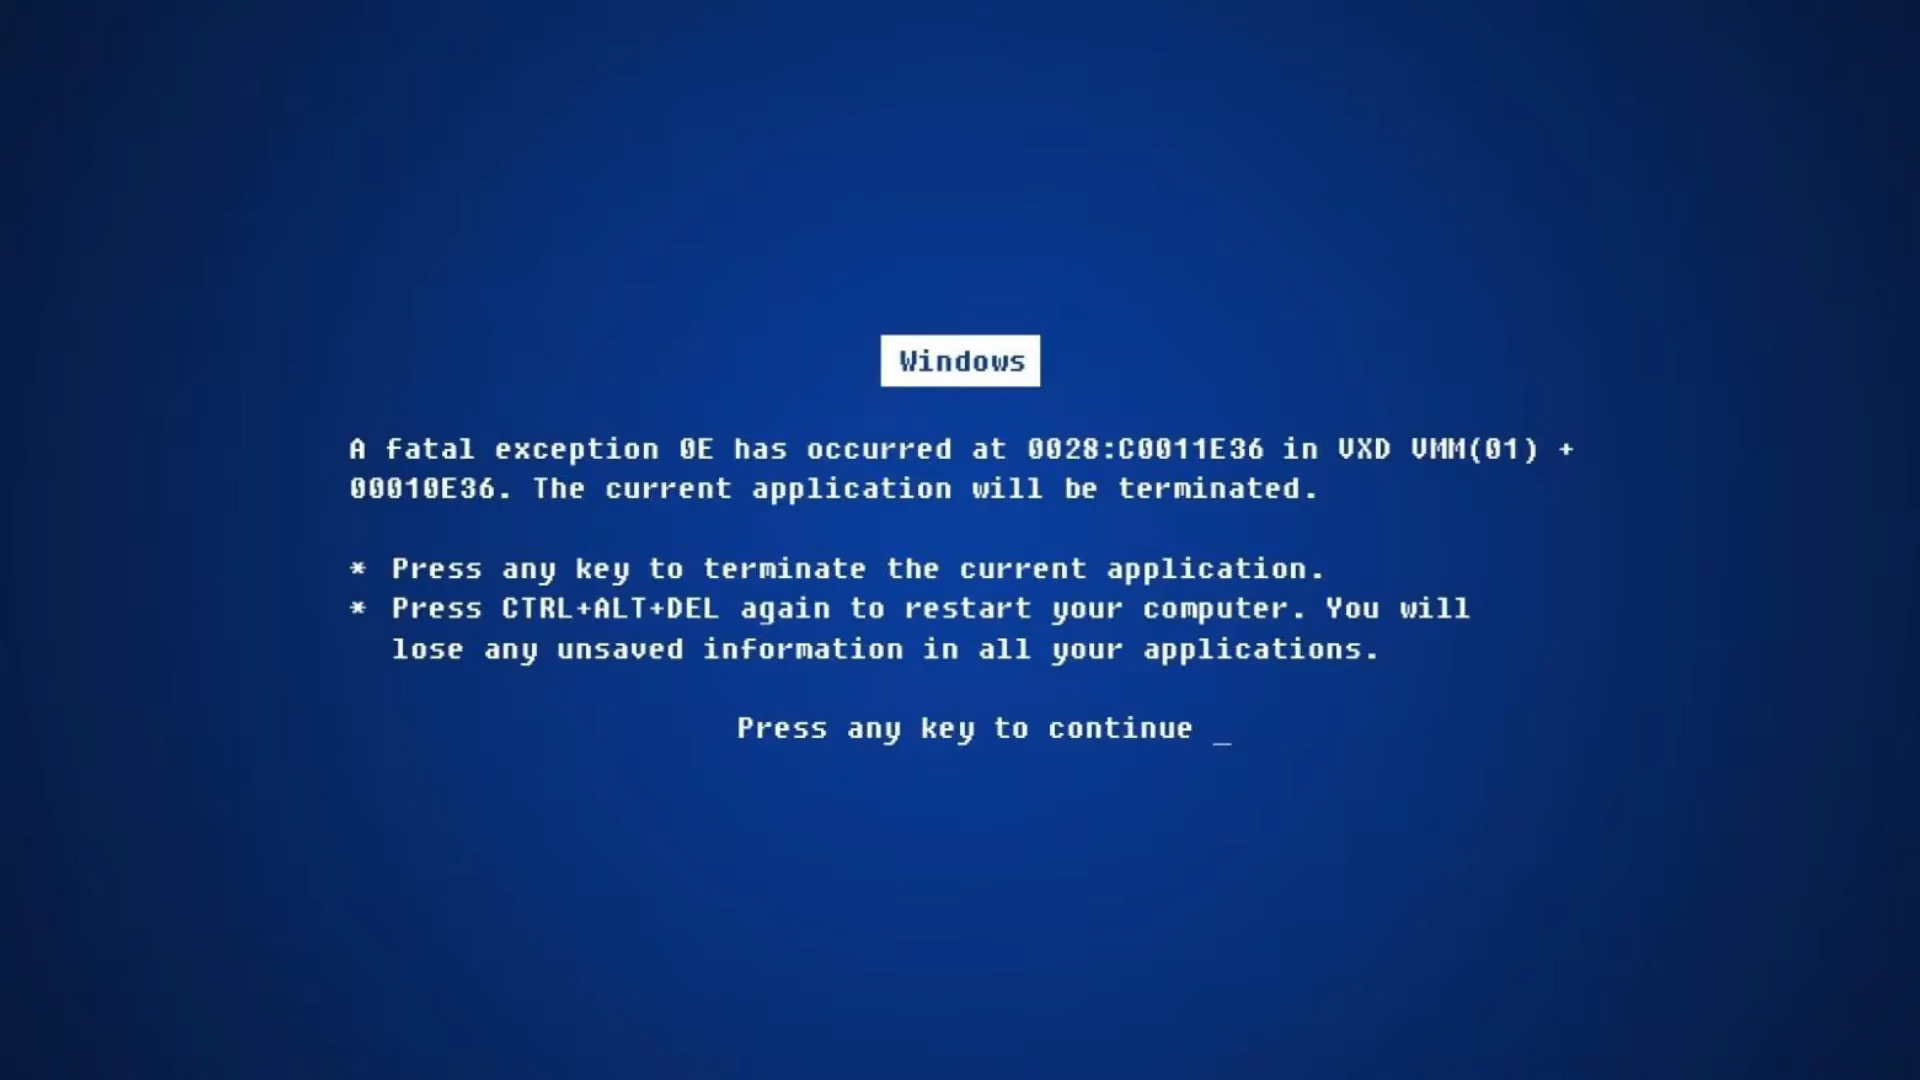 Windows
A fatal exception 0E has occurred at 0028:C0011E36 in VXD VMM(01) +
00010E36. The current application will be terminated.
* Press any key to terminate the current application.
* Press CTRL+ALT+DEL again to restart your computer. You will
lose any unsaved information in all your applications.
Press any key to continue _